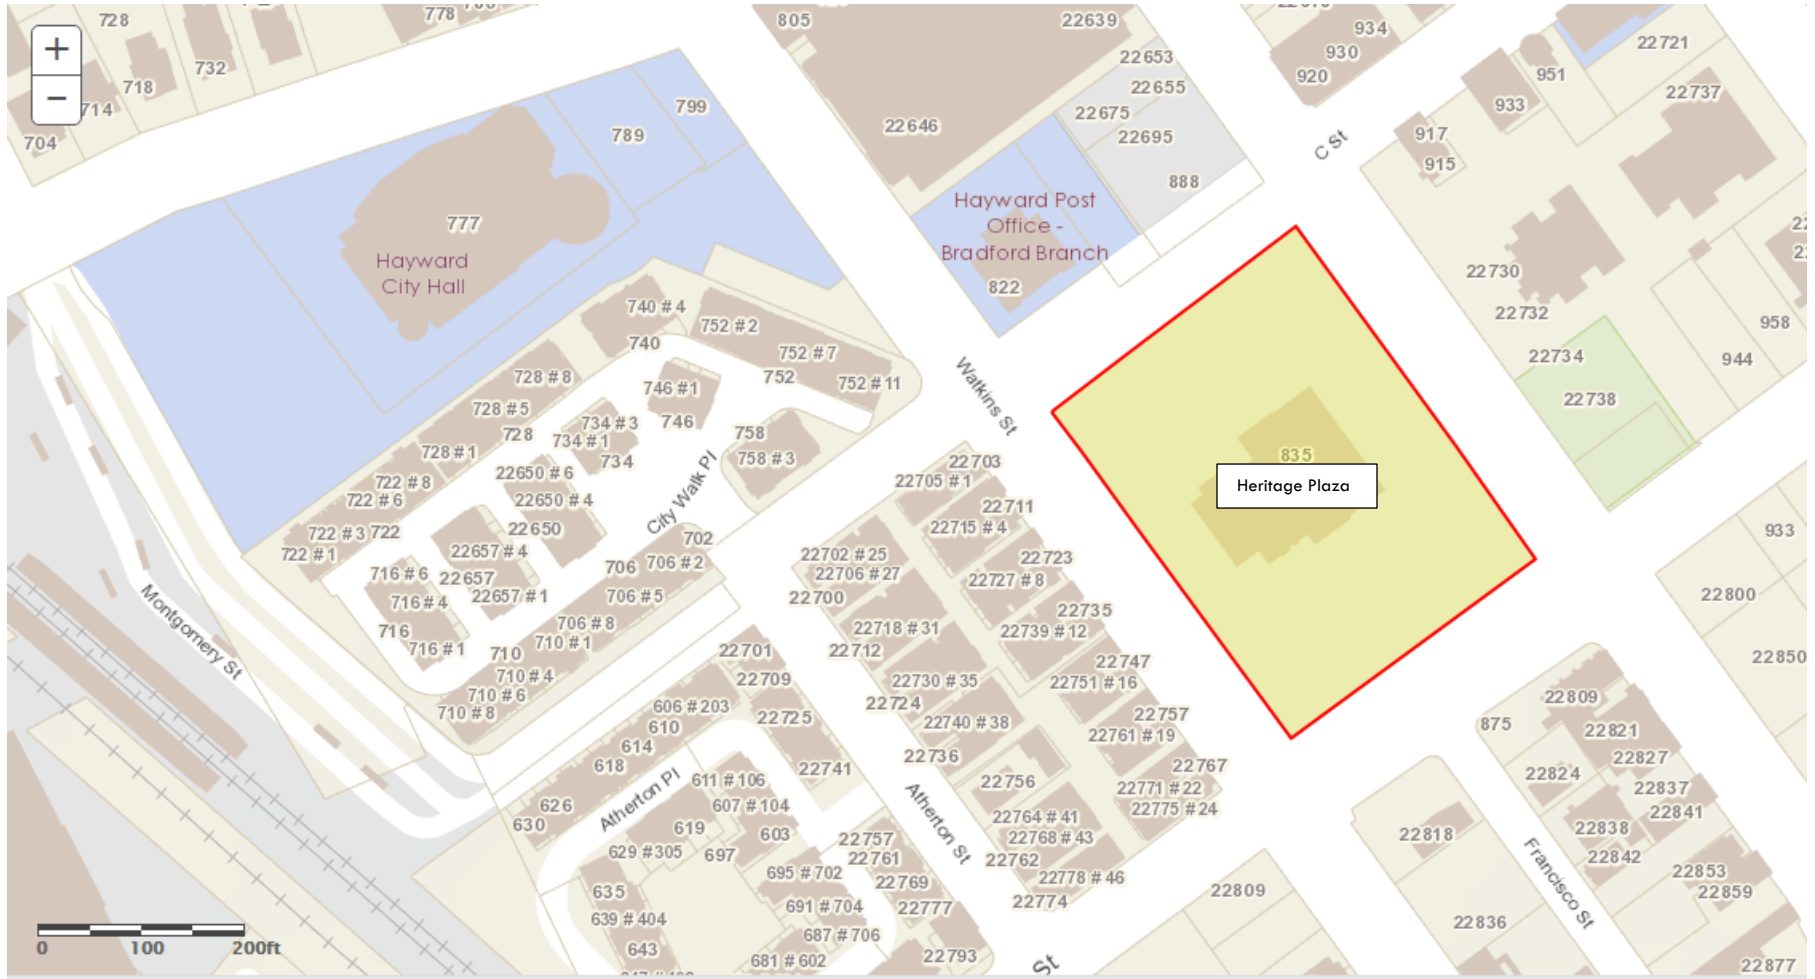 728
778
805
22639
934
930
920
22721
+
−
732
718
714
704
799
789
22653
22655
22675
22695
22646
888
951
933
22737
917
915
C St
777
Hayward
City Hall
Hayward Post
Office -
Bradford Branch
822
22730
22732
22734
22738
958
944
740 # 4
740
752 # 2
752 # 7
752
752 # 11
Watkins St
728 # 8
728 # 5
728
728 # 1
746 #1
746
734 # 3
734 # 1
734
758
758 # 3
City Walk Pl
722 # 8
722 # 6
722 # 3
722
722 # 1
22650 # 6
22650 # 4
22650
22657 # 4
22657
22657 # 1
702
706
706 # 2
706 # 5
706 # 8
716 # 6
716 # 4
716
716 # 1
710
710 # 1
710 # 4
710 # 6
710 # 8
Montgomery St
22703
22705 # 1
22711
22715 # 4
22723
22727 # 8
22702 # 25
22706 # 27
22700
22735
22739 # 12
22718 # 31
22712
22747
22751 # 16
22730 # 35
22724
22740 # 38
22736
22757
22761 # 19
22767
22771 # 22
22775 # 24
22756
22764 # 41
22768 # 43
22762
22778 # 46
22774
835
Heritage Plaza
933
22800
22850
22701
22709
22725
22741
606 # 203
610
614
618
626
630
Atherton Pl
611 # 106
607 # 104
603
619
629 #305
697
635
639 # 404
643
695 # 702
691 # 704
687 # 706
681 # 602
22757
22761
22769
22777
22793
Atherton St
St
22809
875
22809
22821
22827
22824
22837
22841
22838
22842
22818
22853
22859
22836
22877
Francisco St
0
100
200ft